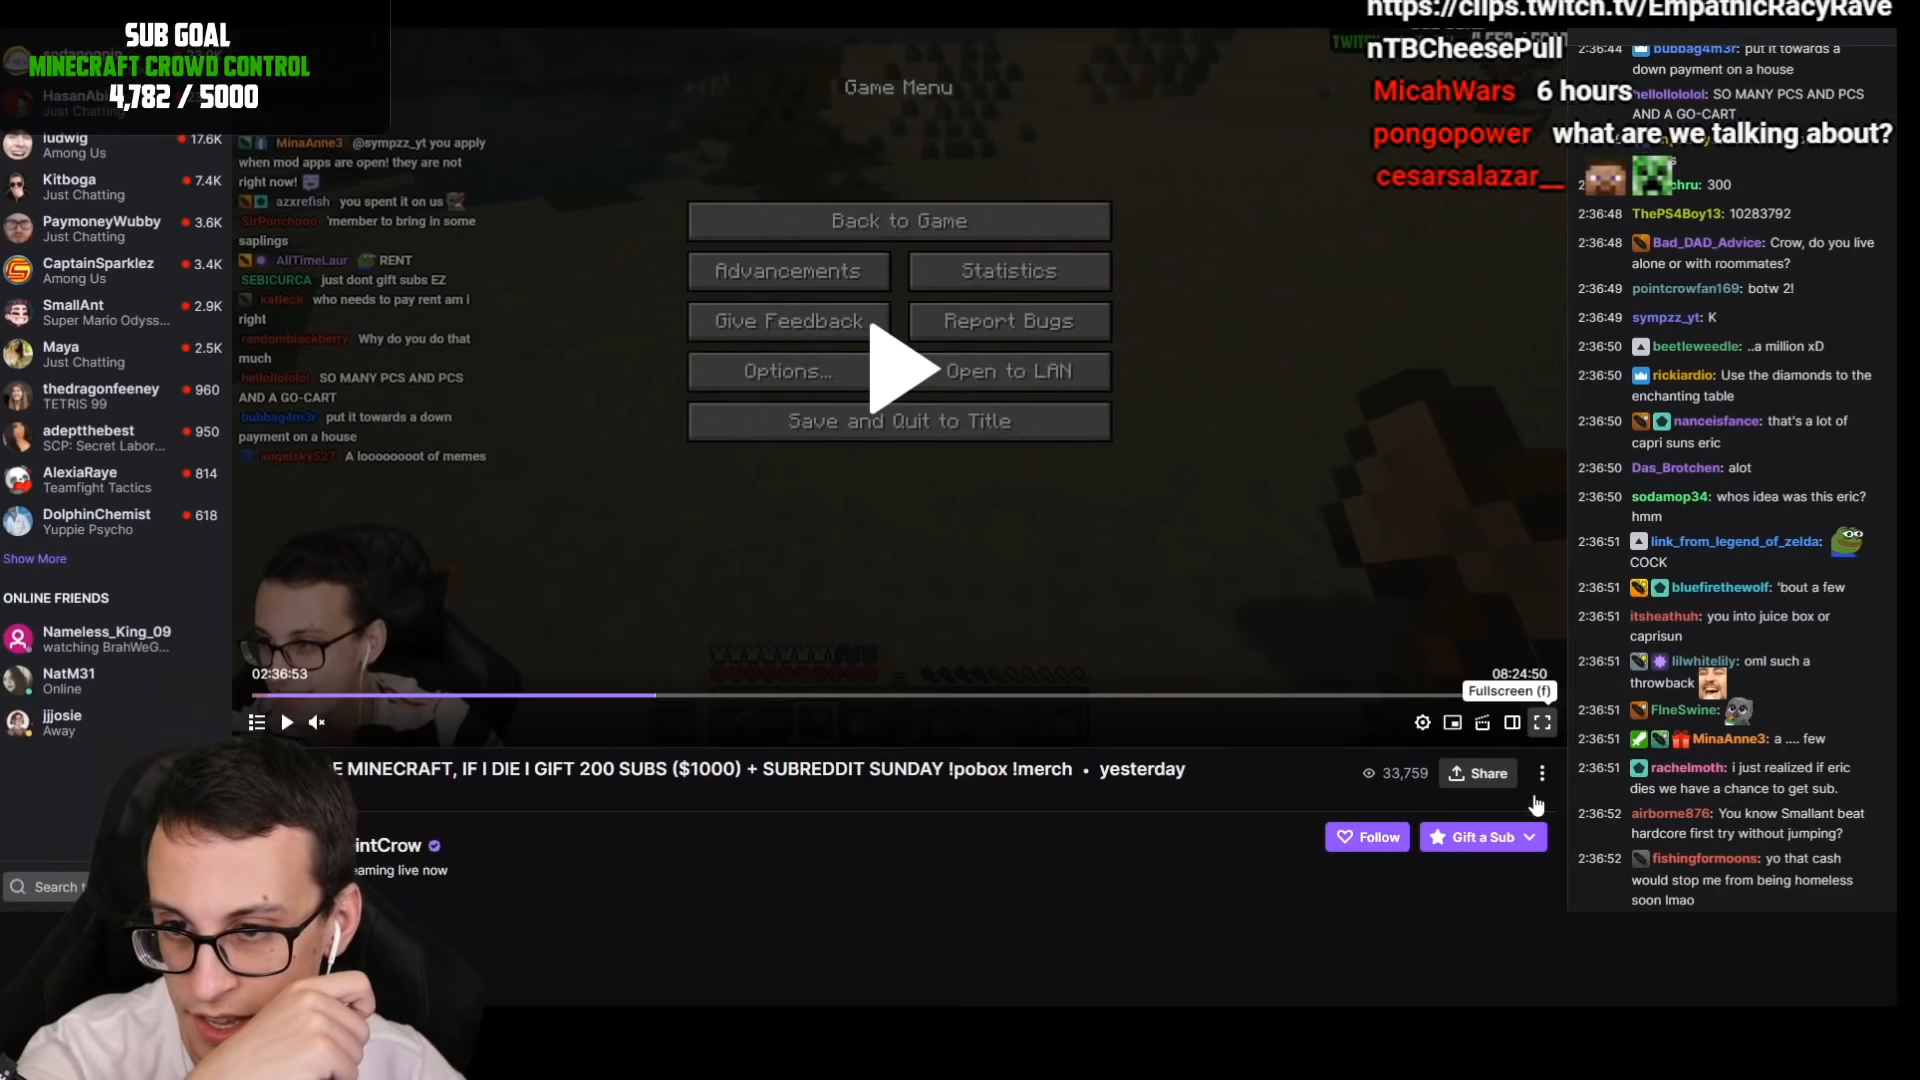 SUB GOAL
MINECRAFT CROWD CONTROL
4,782 / 5000
23.9K
HasanAbi
Just Chatting
ludwig
17.6K
Among Us
Kitboga
7.4K
Just Chatting
PaymoneyWubby
3.6K
Just Chatting
CaptainSparklez
3.4K
Among Us
SmallAnt
2.9K
Super Mario Odyss...
Maya
2.5K
Just Chatting
thedragonfeeney
960
TETRIS 99
adeptthebest
950
SCP: Secret Labor...
AlexiaRaye
814
Teamfight Tactics
DolphinChemist
618
Yuppie Psycho
Show More
ONLINE FRIENDS
Nameless_King_09
watching BrahWeG...
NatM31
Online
jjjosie
Away
Search
MinaAnne3 @sympzz_yt you apply
when mod apps are open! they are not
right now!
azxrefish you spent it on us
SirPonchooo 'member to bring in some
saplings
AllTimeLaur RENT
SEBICURCA just dont gift subs EZ
katleck who needs to pay rent am i
right
randomblackberry Why do you do that
much
hellollololol SO MANY PCS AND PCS
AND A GO-CART
bubbag4m3r put it towards a down
payment on a house
angelsky527 A loooooooot of memes
Game Menu
Back to Game
Advancements
Statistics
Give Feedback
Report Bugs
Options...
Open to LAN
Save and Quit to Title
02:36:53
08:24:50
Fullscreen (f)
E MINECRAFT, IF I DIE I GIFT 200 SUBS ($1000) + SUBREDDIT SUNDAY !pobox !merch • yesterday
33,759
Share
intCrow
eaming live now
Follow
Gift a Sub
https://clips.twitch.tv/EmpathicRacyRave
nTBCheesePull
MicahWars 6 hours
pongopower what are we talking about?
cesarsalazar__
2:36:44 bubbag4m3r: put it towards a
down payment on a house
hellollololol: SO MANY PCS AND PCS
AND A GO-CART
chru: 300
2:36:48 ThePS4Boy13: 10283792
2:36:48 Bad_DAD_Advice: Crow, do you live
alone or with roommates?
2:36:49 pointcrowfan169: botw 2!
2:36:49 sympzz_yt: K
2:36:50 beetleweedle: ..a million xD
2:36:50 rickiardio: Use the diamonds to the
enchanting table
2:36:50 nanceisfance: that's a lot of
capri suns eric
2:36:50 Das_Brotchen: alot
2:36:50 sodamop34: whos idea was this eric?
hmm
2:36:51 link_from_legend_of_zelda:
COCK
2:36:51 bluefirethewolf: 'bout a few
2:36:51 itsheathuh: you into juice box or
caprisun
2:36:51 lilwhitelily: oml such a
throwback
2:36:51 FIneSwine:
2:36:51 MinaAnne3: a .... few
2:36:51 rachelmoth: i just realized if eric
dies we have a chance to get sub.
2:36:52 airborne876: You know Smallant beat
hardcore first try without jumping?
2:36:52 fishingformoons: yo that cash
would stop me from being homeless
soon lmao